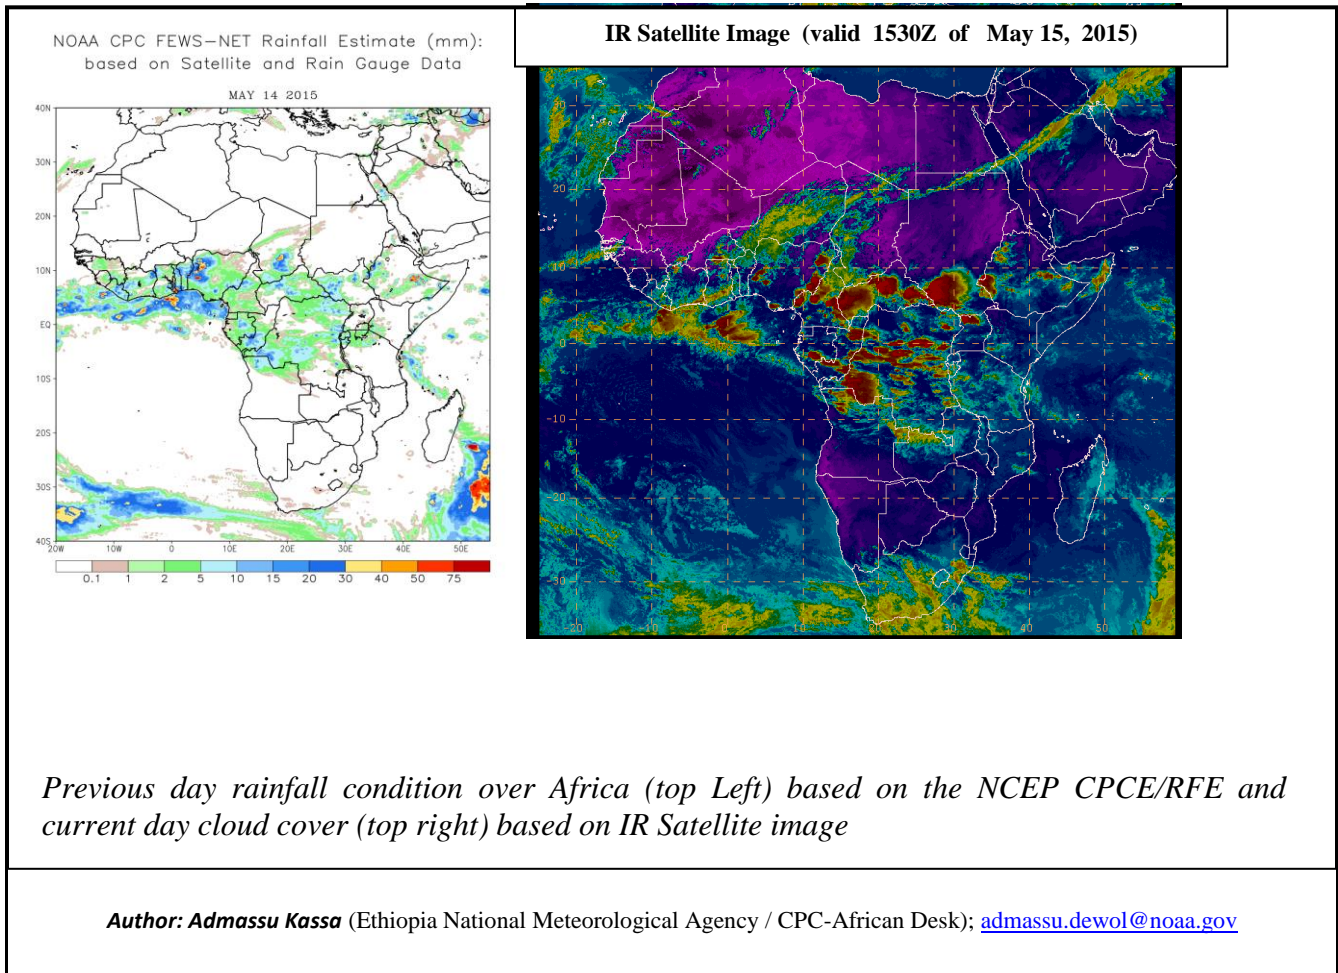 NOAA CPC FEWS-NET Rainfall Estimate (mm):
based on Satellite and Rain Gauge Data
MAY 14 2015
40N
30N
20N
10N
EQ
10S
20S
30S
40S
20W 10W 0 10E 20E 30E 40E 50E
0.1 1 2 5 10 15 20 30 40 50 75
IR Satellite Image (valid 1530Z of May 15, 2015)
30
20
10
0
-10
-20
-30
-20 -10 0 10 20 30 40 50
Previous day rainfall condition over Africa (top Left) based on the NCEP CPCE/RFE and
current day cloud cover (top right) based on IR Satellite image
Author: Admassu Kassa (Ethiopia National Meteorological Agency / CPC-African Desk); admassu.dewol@noaa.gov